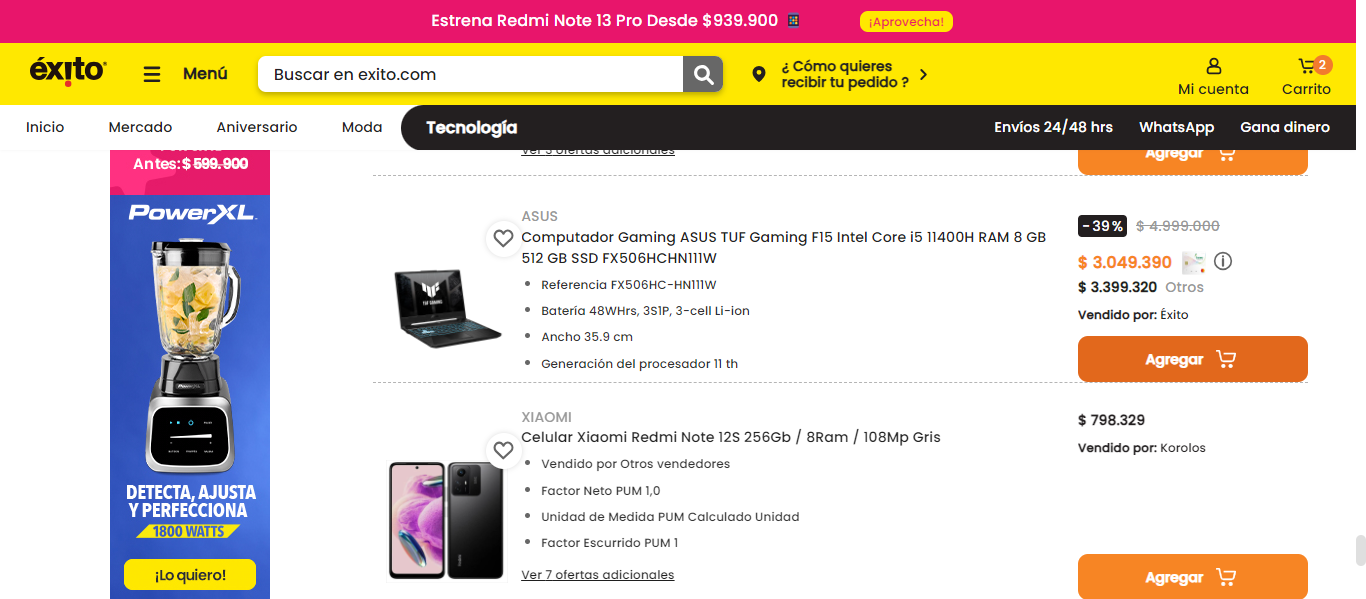 Estrena Redmi Note 13 Pro Desde $939.900
¡Aprovecha!
éxito
Menú
Buscar en exito.com
¿ Cómo quieres
recibir tu pedido ?
Mi cuenta
2
Carrito
Inicio
Mercado
Aniversario
Moda
Tecnología
Envíos 24/48 hrs
WhatsApp
Gana dinero
Antes: $ 599.900
PowerXL
DETECTA, AJUSTA
Y PERFECCIONA
1800 WATTS
¡Lo quiero!
Ver 5 ofertas adicionales
Agregar
ASUS
Computador Gaming ASUS TUF Gaming F15 Intel Core i5 11400H RAM 8 GB
512 GB SSD FX506HCHN111W
Referencia FX506HC-HN111W
Batería 48WHrs, 3S1P, 3-cell Li-ion
Ancho 35.9 cm
Generación del procesador 11 th
-39%
$ 4.999.000
$ 3.049.390
$ 3.399.320 Otros
Vendido por: Éxito
Agregar
XIAOMI
Celular Xiaomi Redmi Note 12S 256Gb / 8Ram / 108Mp Gris
Vendido por Otros vendedores
Factor Neto PUM 1,0
Unidad de Medida PUM Calculado Unidad
Factor Escurrido PUM 1
Ver 7 ofertas adicionales
$ 798.329
Vendido por: Korolos
Agregar